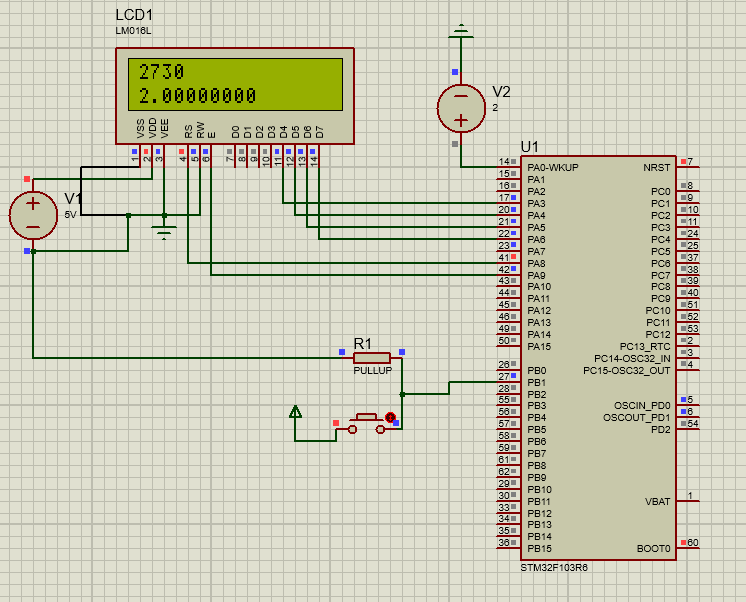 LCD1
LM016L
2730
2.00000000
VSS
VDD
VEE
RS
RW
E
D0
D1
D2
D3
D4
D5
D6
D7
1
2
3
4
5
6
7
8
9
10
11
12
13
14
V1
5V
V2
2
R1
PULLUP
U1
14 PA0-WKUP
15 PA1
16 PA2
17 PA3
20 PA4
21 PA5
22 PA6
23 PA7
41 PA8
42 PA9
43 PA10
44 PA11
45 PA12
46 PA13
49 PA14
50 PA15
26 PB0
27 PB1
28 PB2
55 PB3
56 PB4
57 PB5
58 PB6
59 PB7
61 PB8
62 PB9
29 PB10
30 PB11
33 PB12
34 PB13
35 PB14
36 PB15
NRST 7
PC0 8
PC1 9
PC2 10
PC3 11
PC4 24
PC5 25
PC6 37
PC7 38
PC8 39
PC9 40
PC10 51
PC11 52
PC12 53
PC13_RTC 2
PC14-OSC32_IN 3
PC15-OSC32_OUT 4
OSCIN_PD0 5
OSCOUT_PD1 6
PD2 54
VBAT 1
BOOT0 60
STM32F103R6